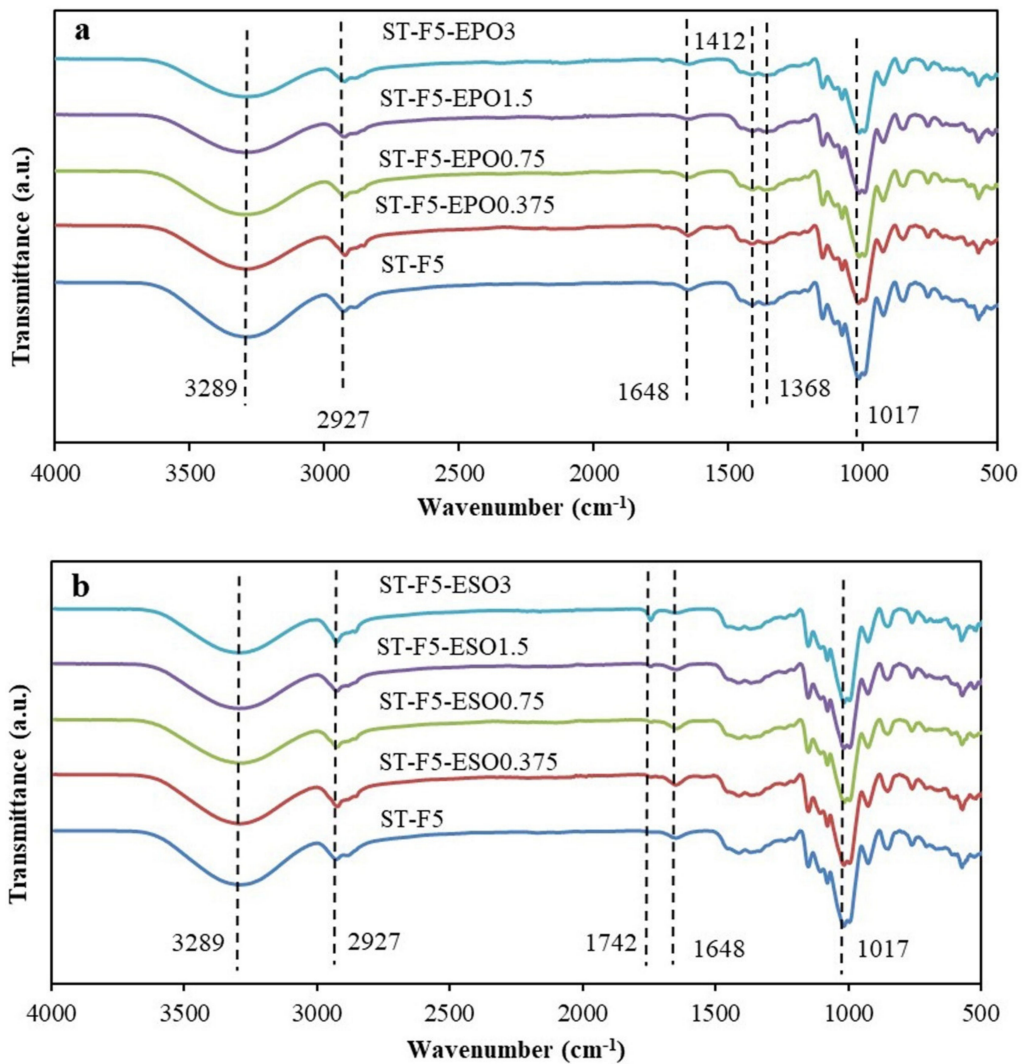 a
ST-F5-EPO3
1412
ST-F5-EPO1.5
ST-F5-EPO0.75
ST-F5-EPO0.375
ST-F5
3289
2927
1648
1368
1017
4000 3500 3000 2500 2000 1500 1000 500
Wavenumber (cm-1)
Transmittance (a.u.)
b
ST-F5-ESO3
ST-F5-ESO1.5
ST-F5-ESO0.75
ST-F5-ESO0.375
ST-F5
3289
2927
1742
1648
1017
4000 3500 3000 2500 2000 1500 1000 500
Wavenumber (cm-1)
Transmittance (a.u.)